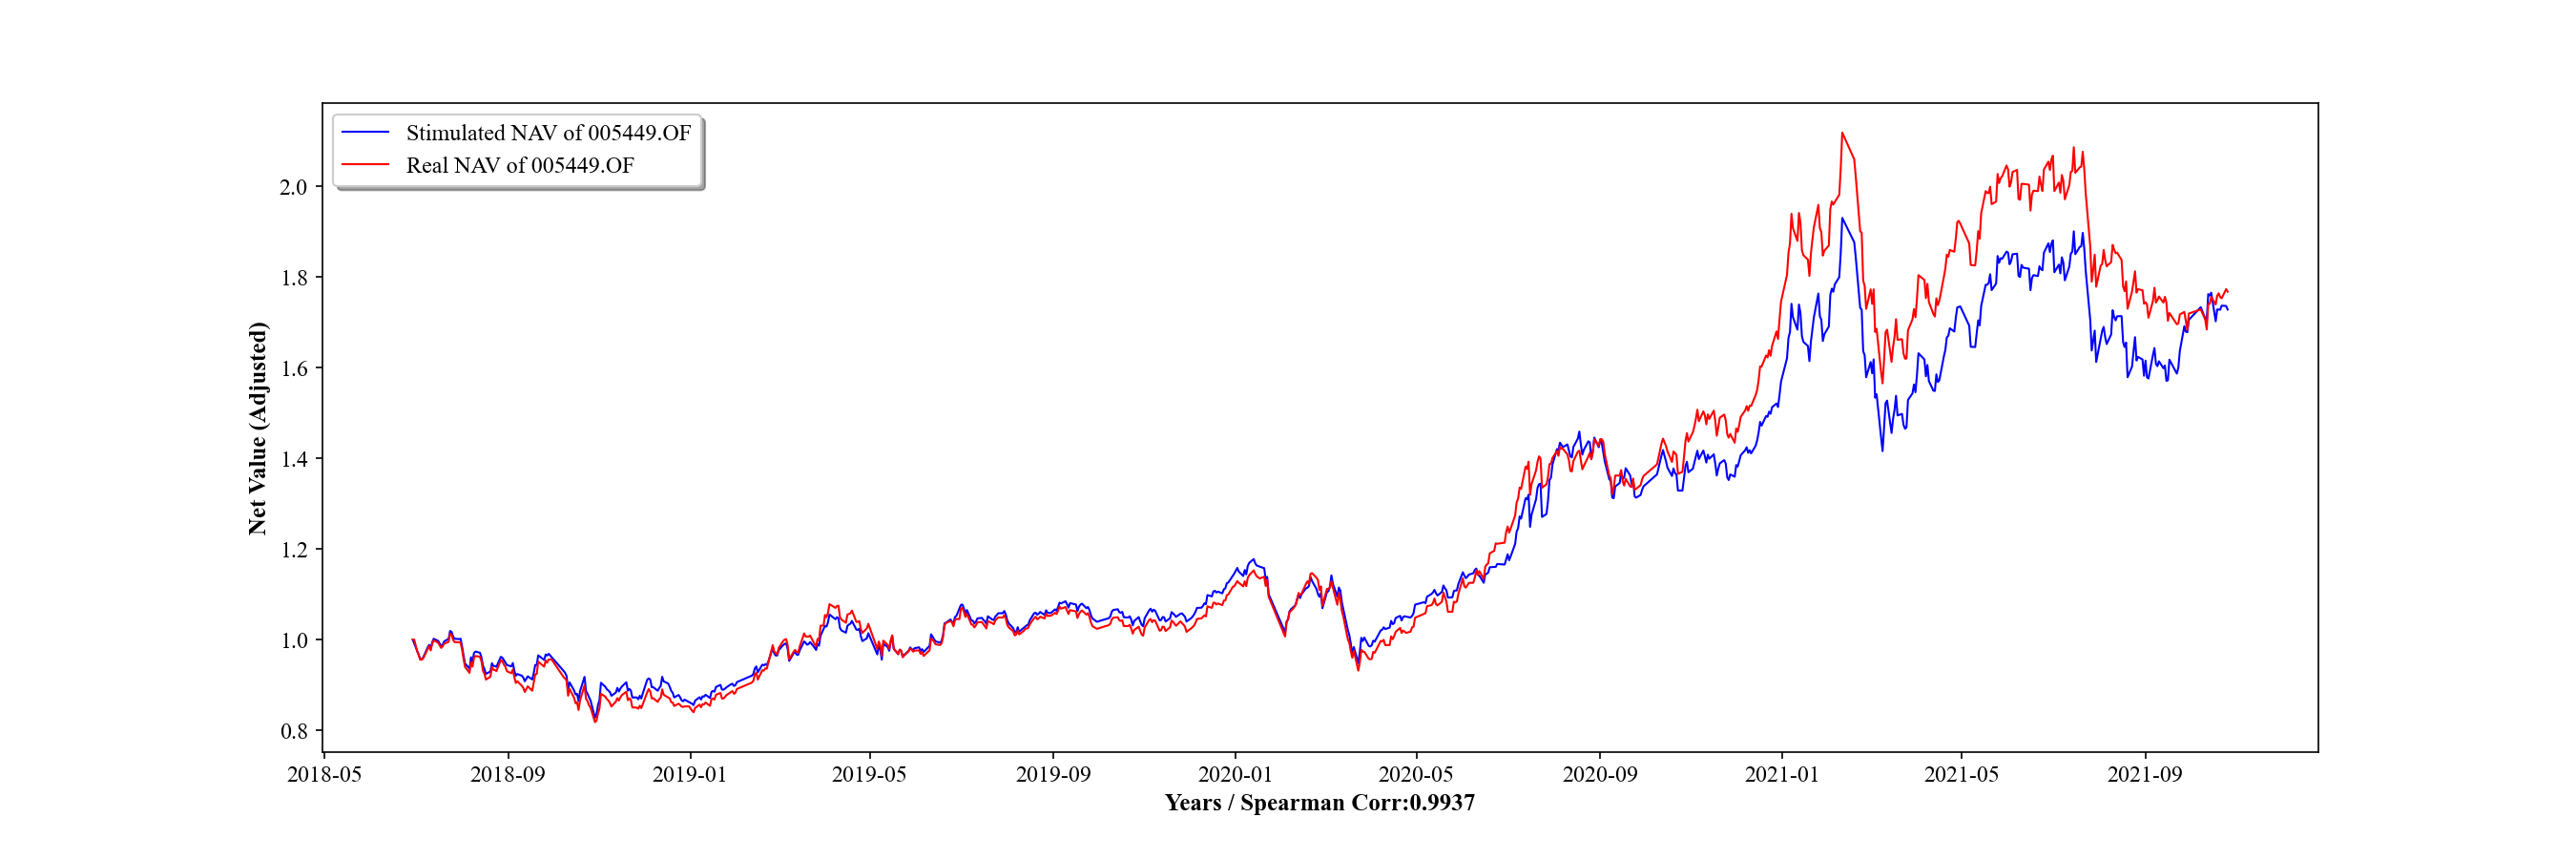 Stimulated NAV of 005449.OF
Real NAV of 005449.OF
Net Value (Adjusted)
2.0
1.8
1.6
1.4
1.2
1.0
0.8
2018-05 2018-09 2019-01 2019-05 2019-09 2020-01 2020-05 2020-09 2021-01 2021-05 2021-09
Years / Spearman Corr:0.9937